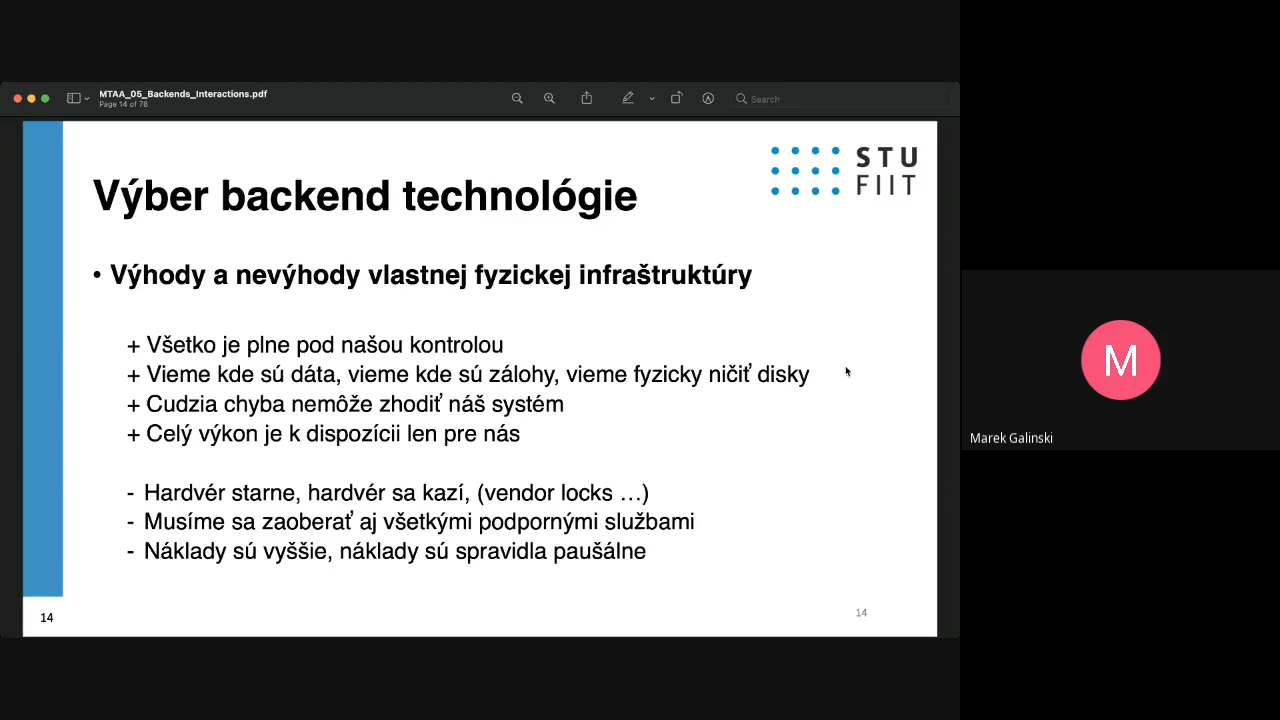 MTAA_05_Backends_Interactions.pdf
Page 14 of 78
Search
STU
FIIT
Výber backend technológie
• Výhody a nevýhody vlastnej fyzickej infraštruktúry
+ Všetko je plne pod našou kontrolou
+ Vieme kde sú dáta, vieme kde sú zálohy, vieme fyzicky ničiť disky
+ Cudzia chyba nemôže zhodiť náš systém
+ Celý výkon je k dispozícii len pre nás
- Hardvér starne, hardvér sa kazí, (vendor locks …)
- Musíme sa zaoberať aj všetkými podpornými službami
- Náklady sú vyššie, náklady sú spravidla paušálne
14
14
M
Marek Galinski